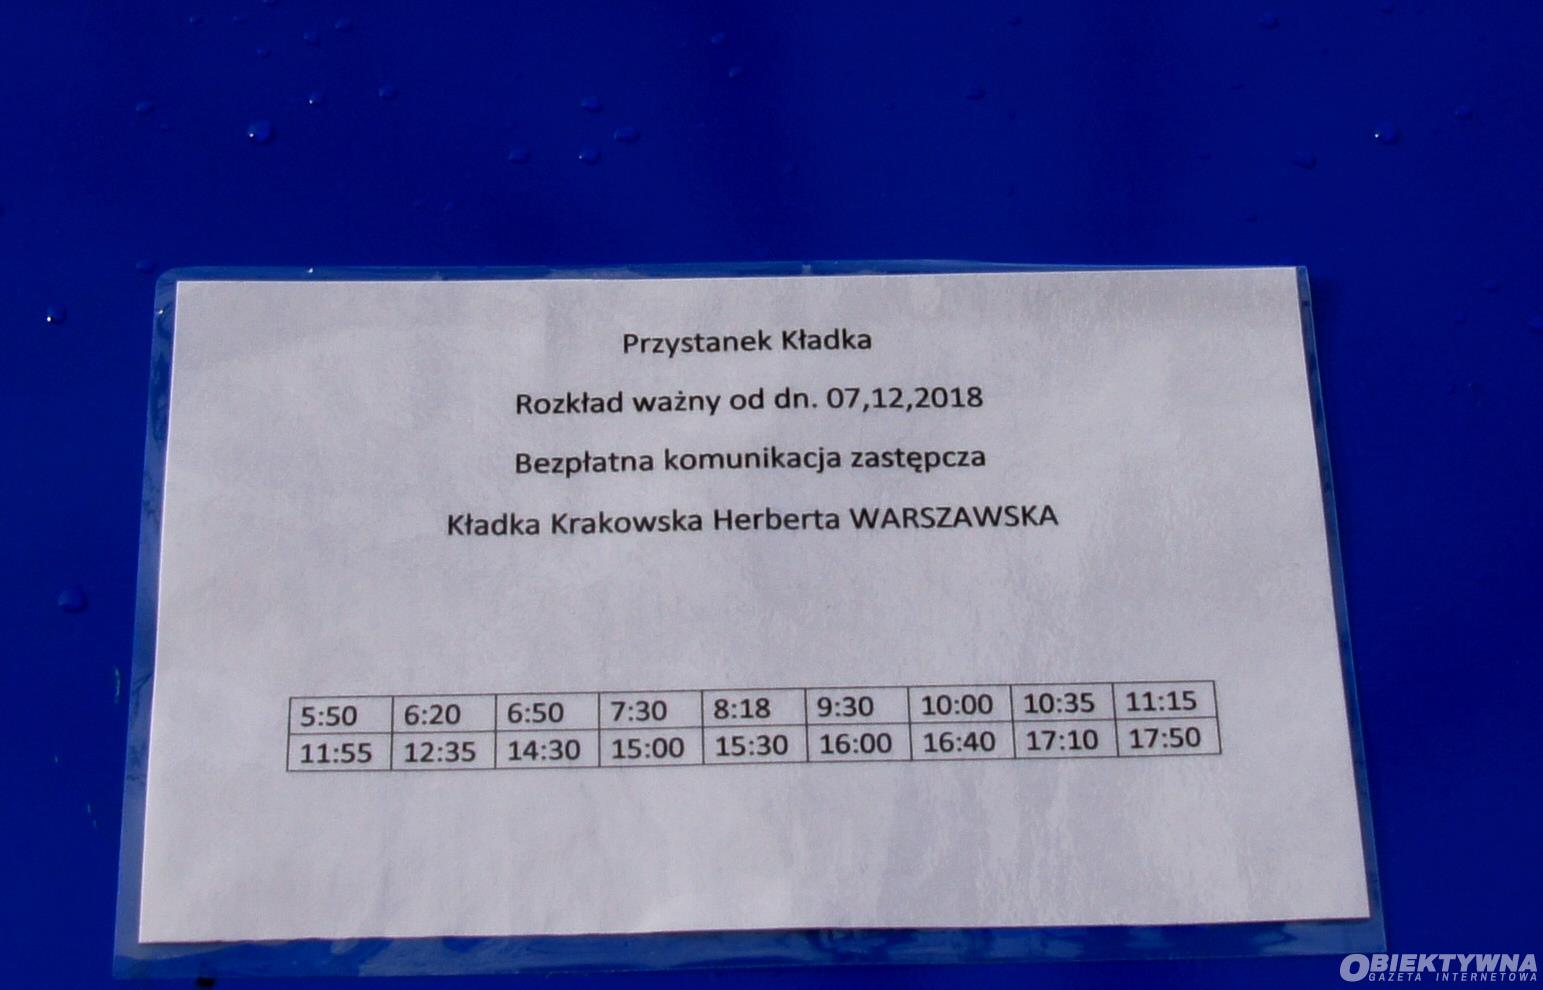 Przystanek Kładka
Rozkład ważny od dn. 07,12,2018
Bezpłatna komunikacja zastępcza
Kładka Krakowska Herberta WARSZAWSKA
5:50 6:20 6:50 7:30 8:18 9:30 10:00 10:35 11:15
11:55 12:35 14:30 15:00 15:30 16:00 16:40 17:10 17:50
OBIEKTYWNA
GAZETA INTERNETOWA